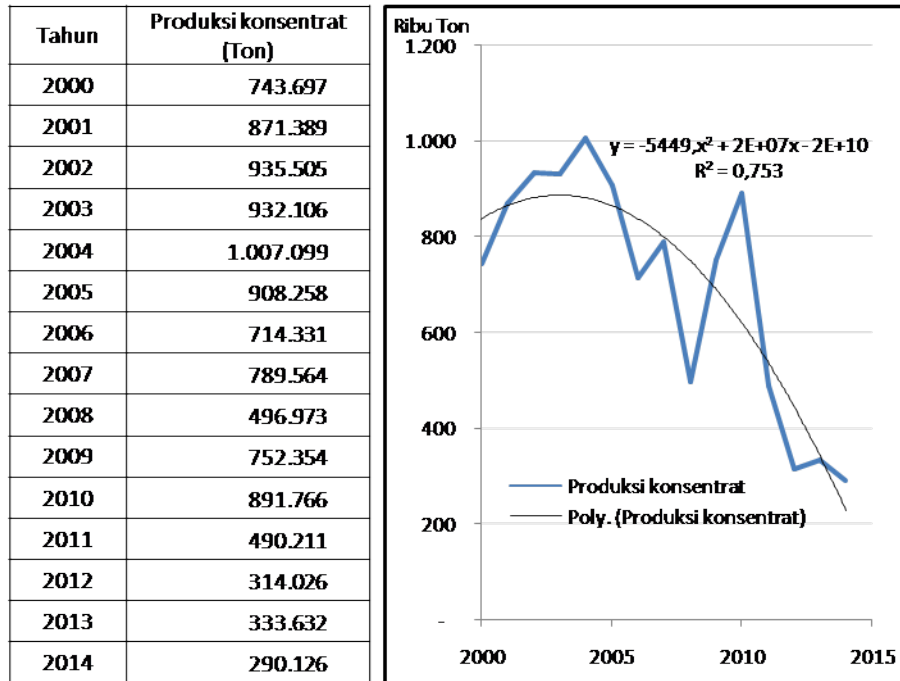 Tahun Produksi konsentrat
(Ton)
2000 743.697
2001 871.389
2002 935.505
2003 932.106
2004 1.007.099
2005 908.258
2006 714.331
2007 789.564
2008 496.973
2009 752.354
2010 891.766
2011 490.211
2012 314.026
2013 333.632
2014 290.126
Ribu Ton
1.200
1.000
800
600
400
200
-
y = -5449,x² + 2E+07x - 2E+10
R² = 0,753
Produksi konsentrat
Poly. (Produksi konsentrat)
2000 2005 2010 2015